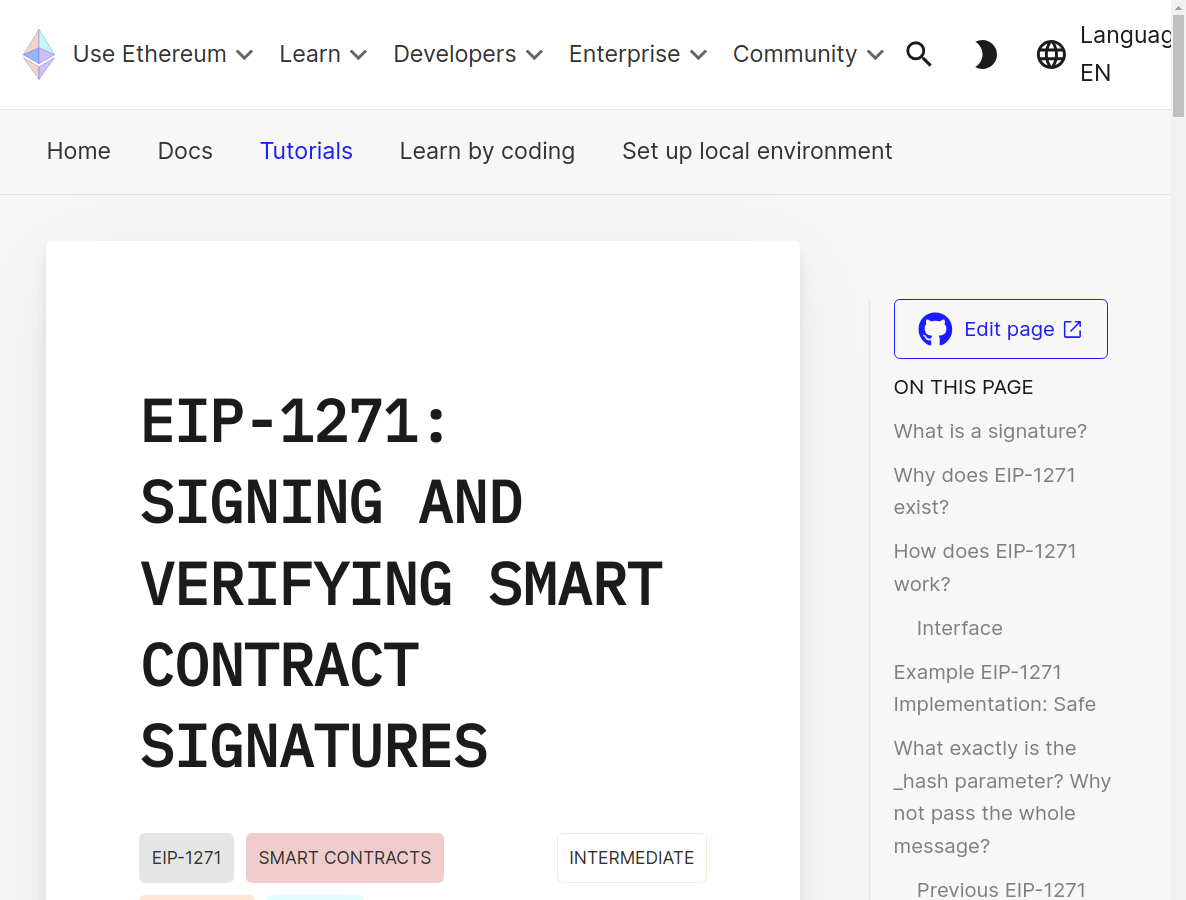 Use Ethereum
Learn
Developers
Enterprise
Community
Languag
EN
Home
Docs
Tutorials
Learn by coding
Set up local environment
EIP-1271:
SIGNING AND
VERIFYING SMART
CONTRACT
SIGNATURES
EIP-1271
SMART CONTRACTS
INTERMEDIATE
Edit page
ON THIS PAGE
What is a signature?
Why does EIP-1271
exist?
How does EIP-1271
work?
Interface
Example EIP-1271
Implementation: Safe
What exactly is the
_hash parameter? Why
not pass the whole
message?
Previous EIP-1271